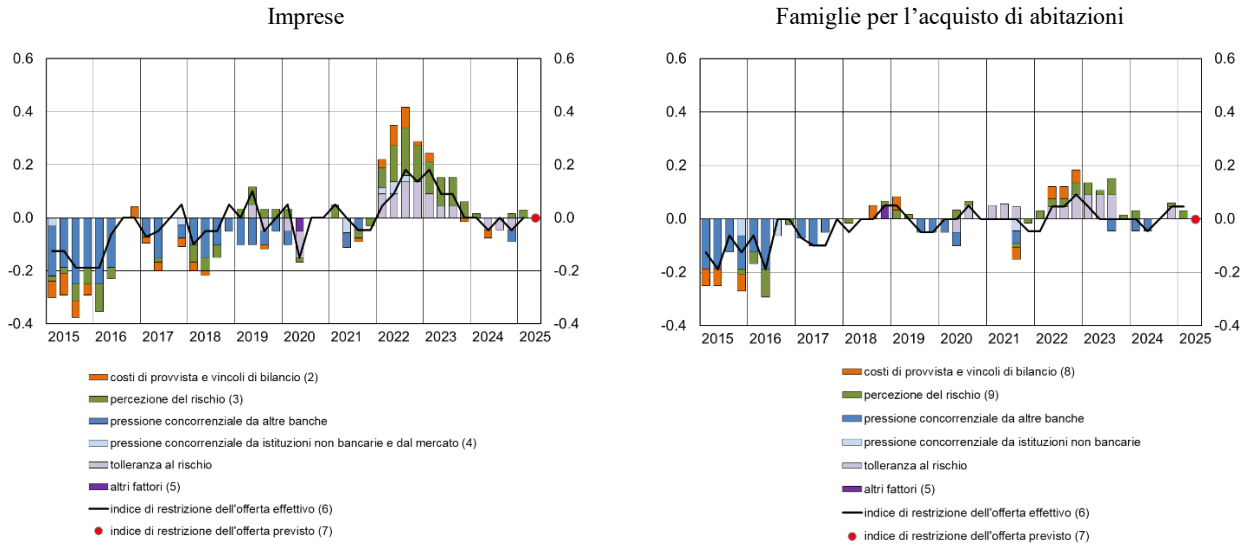 Imprese
0.6 0.6
0.4 0.4
0.2 0.2
0.0 0.0
-0.2 -0.2
-0.4 -0.4
2015 2016 2017 2018 2019 2020 2021 2022 2023 2024 2025
costi di provvista e vincoli di bilancio (2)
percezione del rischio (3)
pressione concorrenziale da altre banche
pressione concorrenziale da istituzioni non bancarie e dal mercato (4)
tolleranza al rischio
altri fattori (5)
indice di restrizione dell'offerta effettivo (6)
indice di restrizione dell'offerta previsto (7)
Famiglie per l’acquisto di abitazioni
0.6 0.6
0.4 0.4
0.2 0.2
0.0 0.0
-0.2 -0.2
-0.4 -0.4
2015 2016 2017 2018 2019 2020 2021 2022 2023 2024 2025
costi di provvista e vincoli di bilancio (8)
percezione del rischio (9)
pressione concorrenziale da altre banche
pressione concorrenziale da istituzioni non bancarie
tolleranza al rischio
altri fattori (5)
indice di restrizione dell'offerta effettivo (6)
indice di restrizione dell'offerta previsto (7)